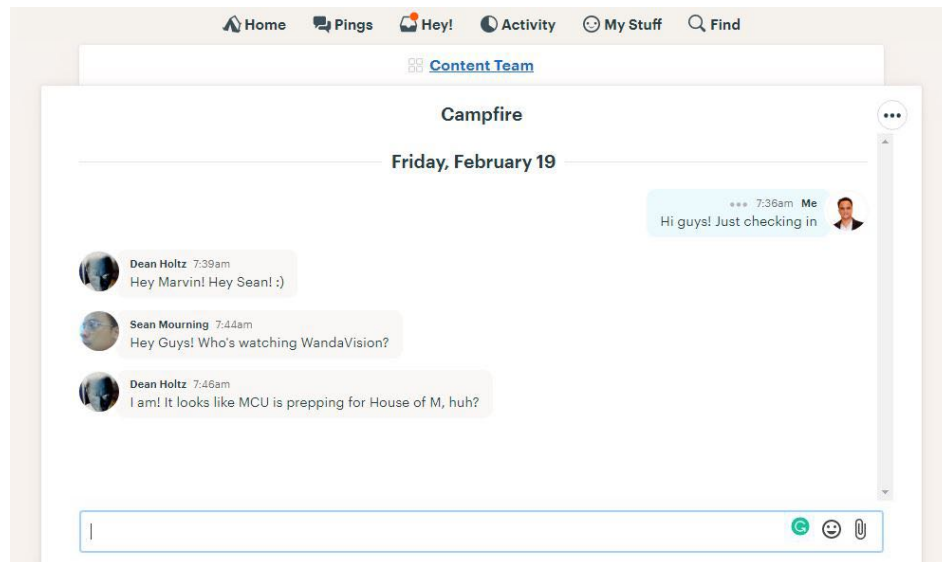 Home Pings Hey! Activity My Stuff Find
Content Team
Campfire
Friday, February 19
7:36am Me
Hi guys! Just checking in
Dean Holtz 7:39am
Hey Marvin! Hey Sean! :)
Sean Mourning 7:44am
Hey Guys! Who's watching WandaVision?
Dean Holtz 7:46am
I am! It looks like MCU is prepping for House of M, huh?